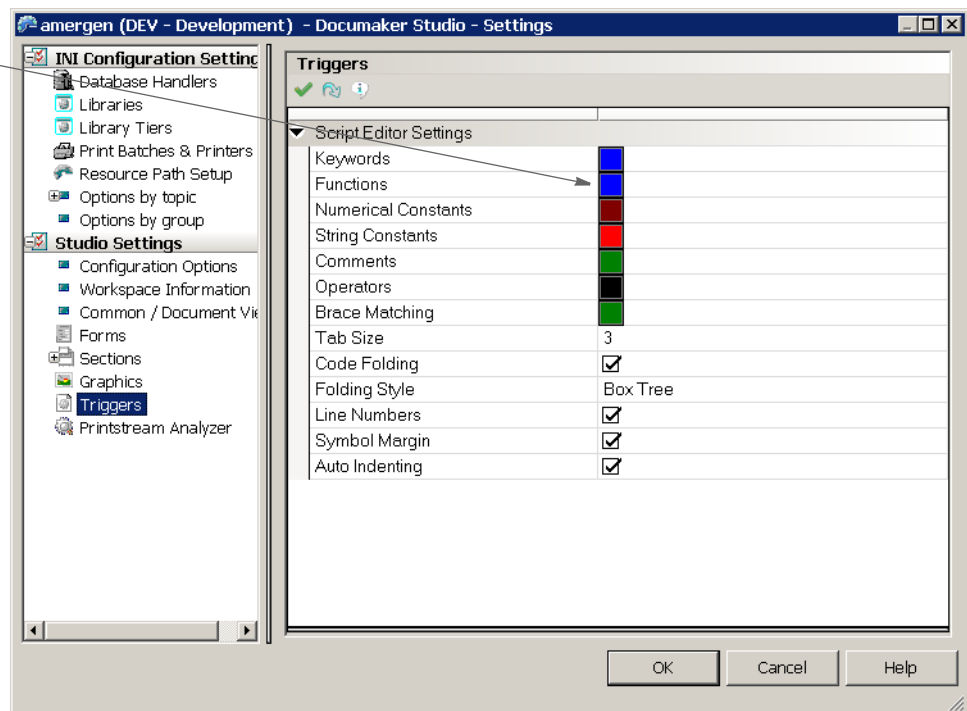 amergen (DEV - Development) - Documaker Studio - Settings
INI Configuration Setting
Database Handlers
Libraries
Library Tiers
Print Batches & Printers
Resource Path Setup
Options by topic
Options by group
Studio Settings
Configuration Options
Workspace Information
Common / Document Vie
Forms
Sections
Graphics
Triggers
Printstream Analyzer
Triggers
Script Editor Settings
Keywords
Functions
Numerical Constants
String Constants
Comments
Operators
Brace Matching
Tab Size 3
Code Folding
Folding Style Box Tree
Line Numbers
Symbol Margin
Auto Indenting
OK Cancel Help